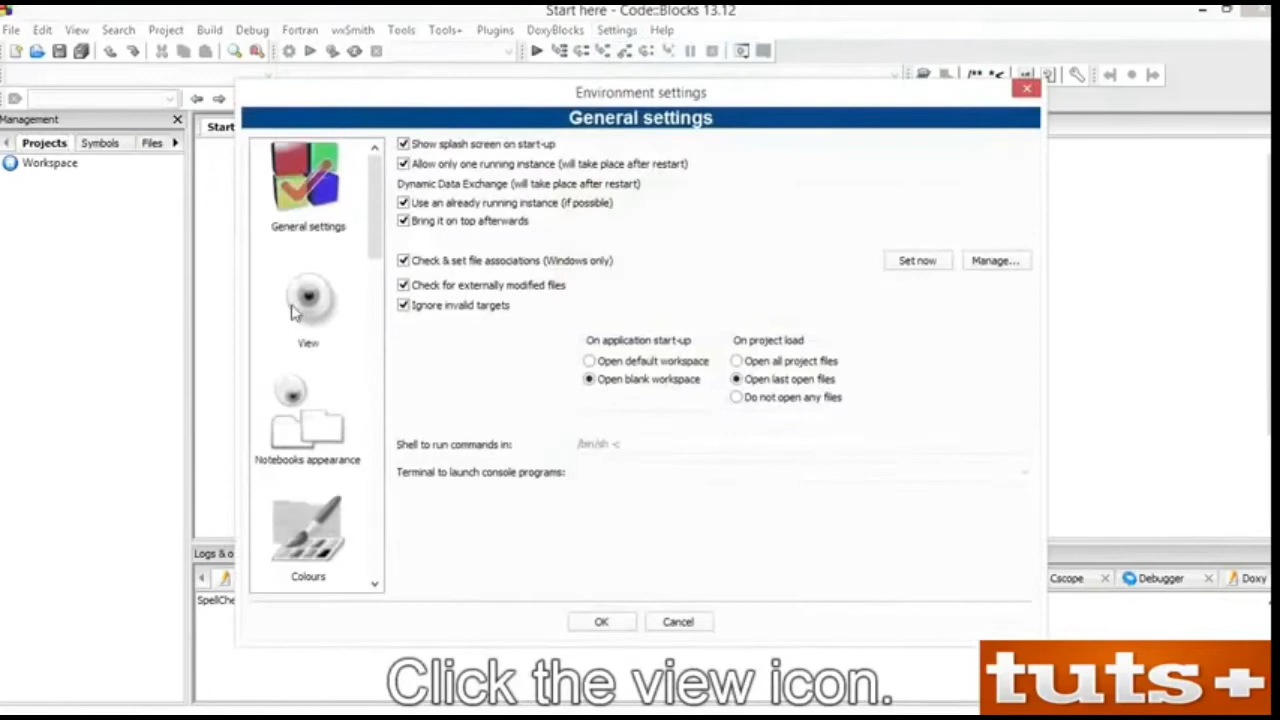 Start here - Code::Blocks 13.12
File Edit View Search Project Build Debug Fortran wxSmith Tools Tools+ Plugins DoxyBlocks Settings Help
Management
Projects Symbols Files
Workspace
Start
Environment settings
General settings
General settings
View
Notebooks appearance
Colours
Show splash screen on start-up
Allow only one running instance (will take place after restart)
Dynamic Data Exchange (will take place after restart)
Use an already running instance (if possible)
Bring it on top afterwards
Check & set file associations (Windows only)
Set now Manage...
Check for externally modified files
Ignore invalid targets
On application start-up On project load
Open default workspace Open all project files
Open blank workspace Open last open files
Do not open any files
Shell to run commands in: /bin/sh -c
Terminal to launch console programs:
OK Cancel
Logs & o
Cscope Debugger Doxy
SpellChe
Click the view icon.
tuts+